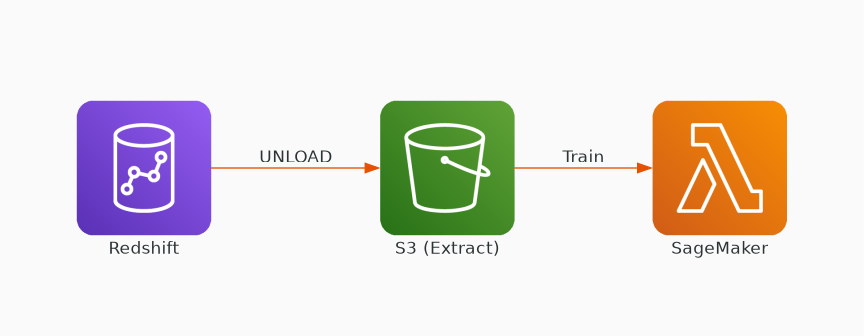 UNLOAD
Train
Redshift
S3 (Extract)
SageMaker